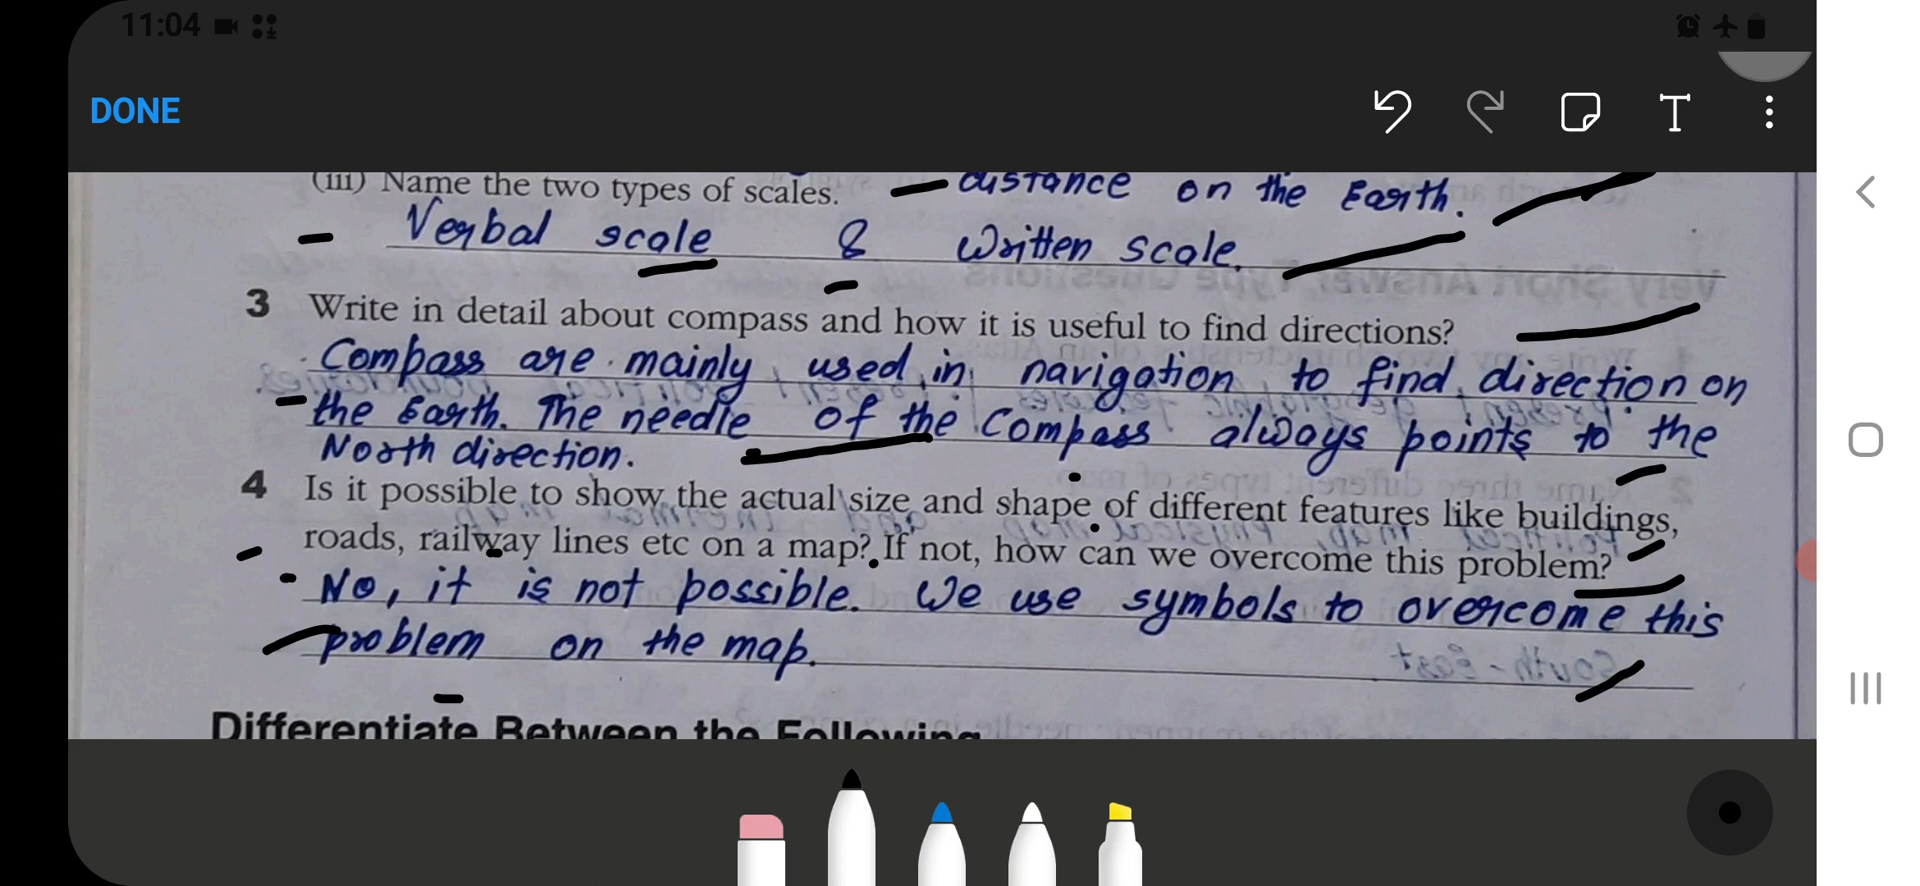 11:04
DONE
T
(iii) Name the two types of scales.
distance on the Earth.
Verbal scale & Written scale.
3 Write in detail about compass and how it is useful to find directions?
Compass are mainly used in navigation to find direction on
the Earth. The needle of the Compass always points to the
North direction.
4 Is it possible to show the actual size and shape of different features like buildings,
roads, railway lines etc on a map? If not, how can we overcome this problem?
No, it is not possible. We use symbols to overcome this
problem on the map.
Differentiate Between the Following